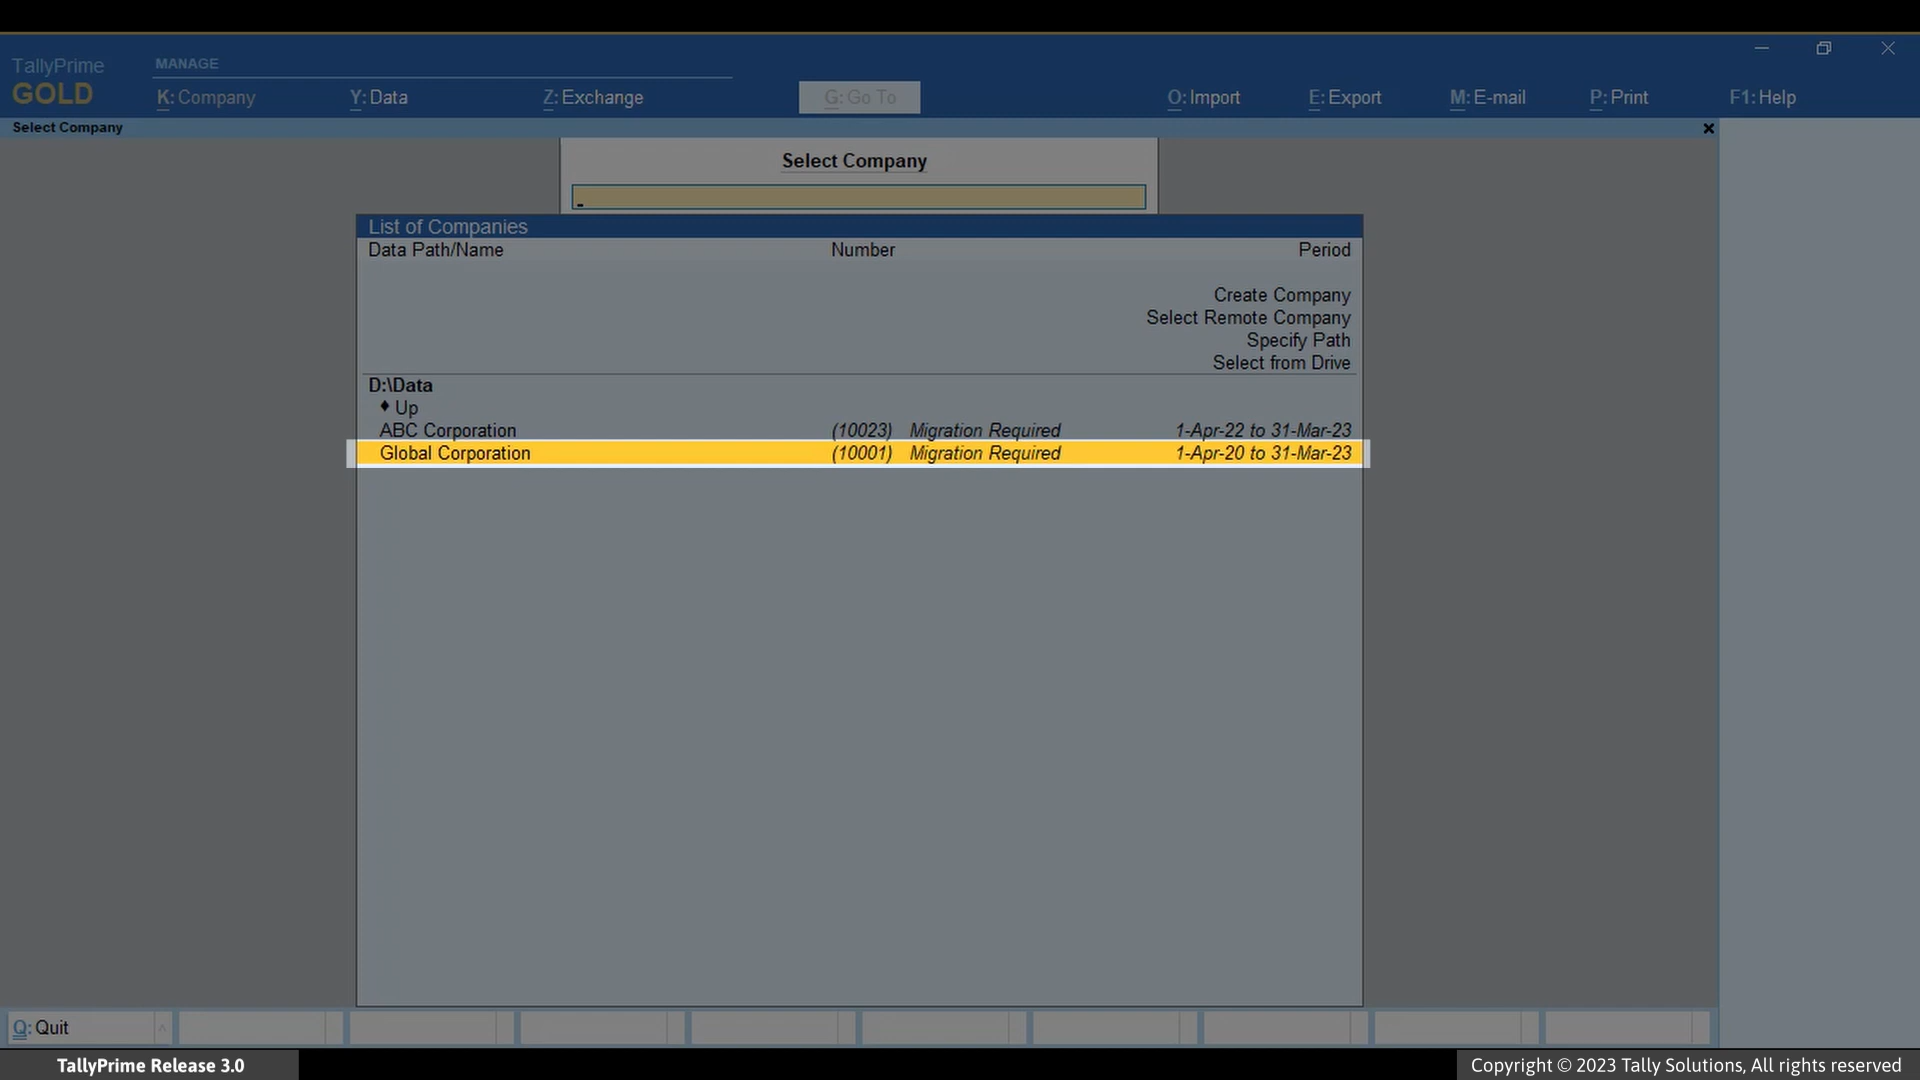 TallyPrime
GOLD
MANAGE
K: Company
Y: Data
Z: Exchange
G: Go To
O: Import
E: Export
M: E-mail
P: Print
F1: Help
Select Company
Select Company
List of Companies
Data Path/Name Number Period
Create Company
Select Remote Company
Specify Path
Select from Drive
D:\Data
♦ Up
ABC Corporation (10023) Migration Required 1-Apr-22 to 31-Mar-23
Global Corporation (10001) Migration Required 1-Apr-20 to 31-Mar-23
Q: Quit
TallyPrime Release 3.0
Copyright © 2023 Tally Solutions, All rights reserved